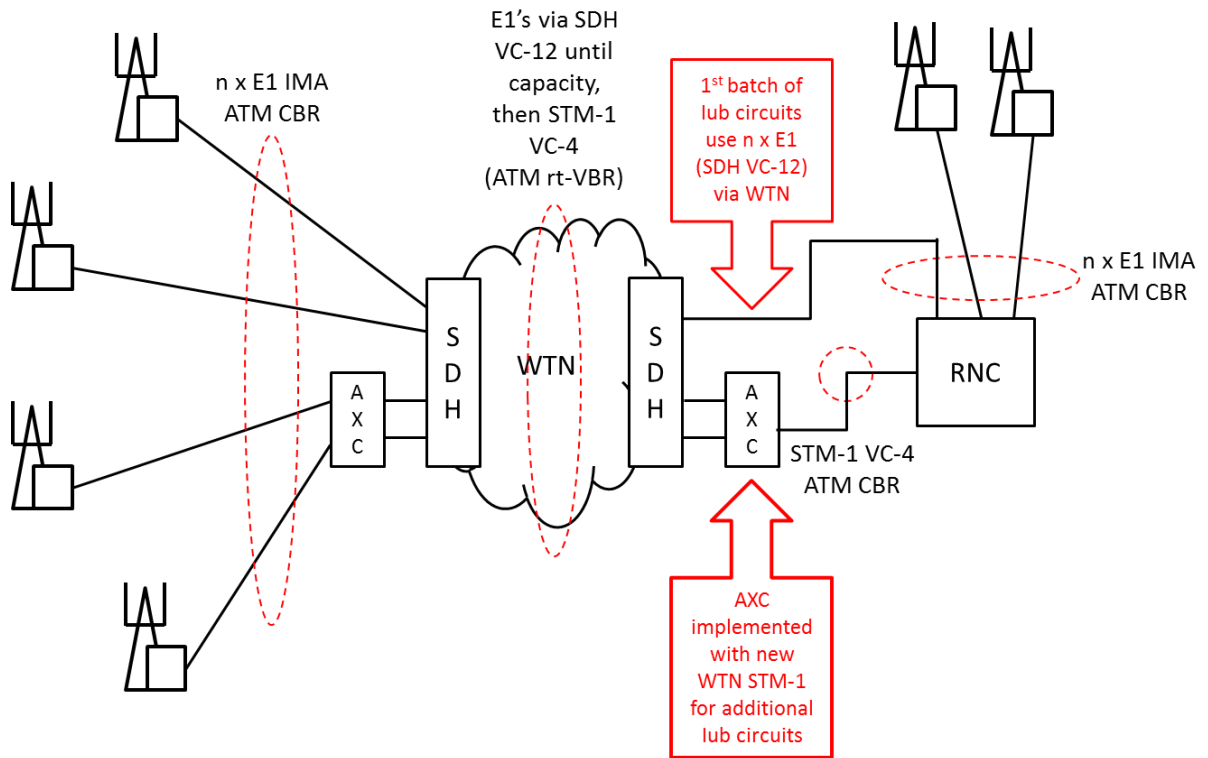 E1's via SDH
VC-12 until
capacity,
then STM-1
VC-4
(ATM rt-VBR)
n x E1 IMA
ATM CBR
1st batch of
Iub circuits
use n x E1
(SDH VC-12)
via WTN
n x E1 IMA
ATM CBR
S
D
H
WTN
S
D
H
RNC
A
X
C
A
X
C
STM-1 VC-4
ATM CBR
AXC
implemented
with new
WTN STM-1
for additional
Iub circuits